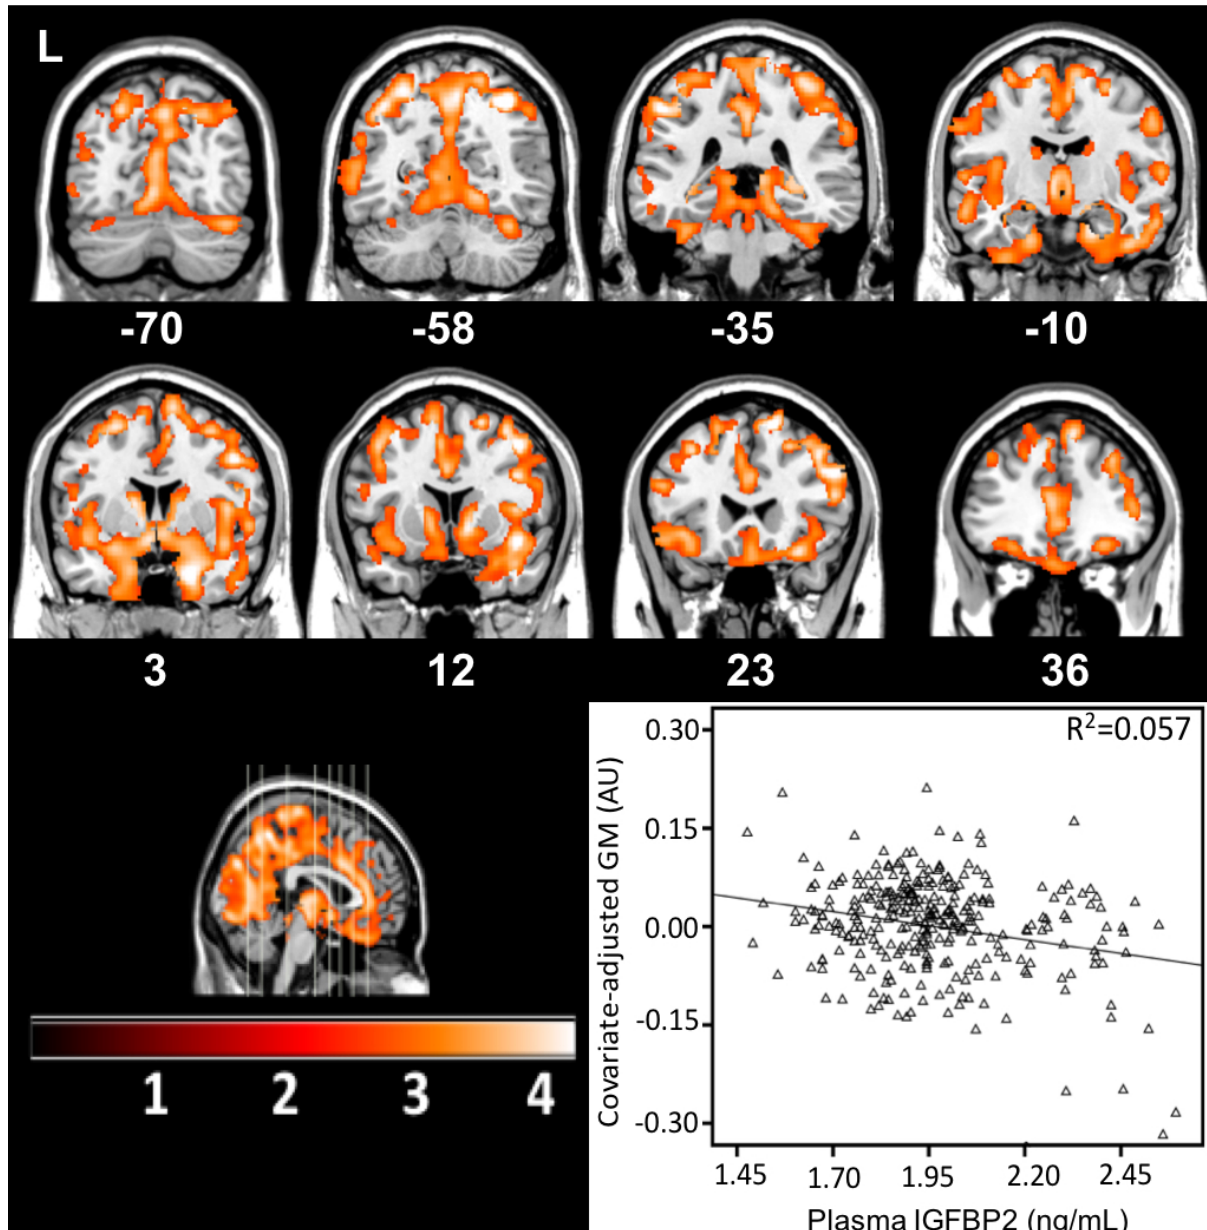 L
-70 -58 -35 -10
3 12 23 36
R²=0.057
Covariate-adjusted GM (AU)
0.30
0.15
0.00
-0.15
-0.30
1.45 1.70 1.95 2.20 2.45
Plasma IGFBP2 (ng/mL)
1 2 3 4